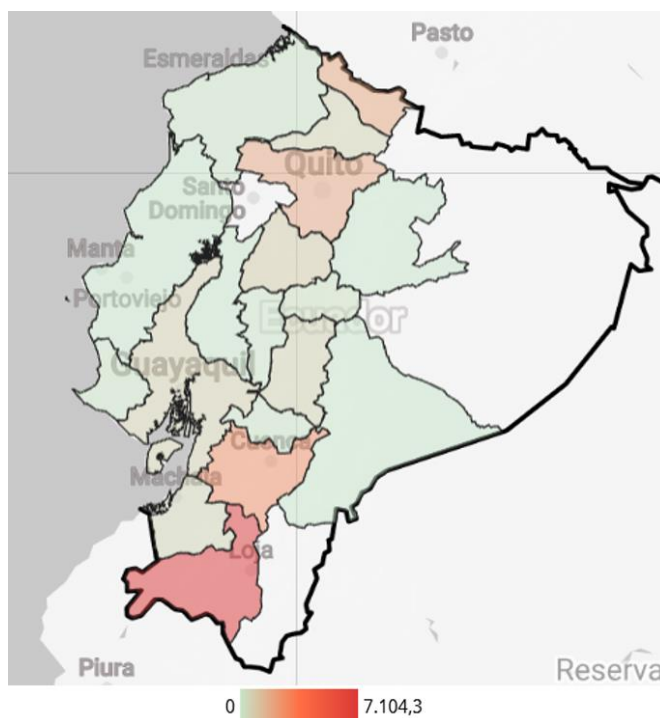 Pasto
Esmeraldas
Quito
Santo
Domingo
Manta
Portoviejo
Ecuador
Guayaquil
Cuenca
Machala
Loja
Piura
Reserva
0 7.104,3